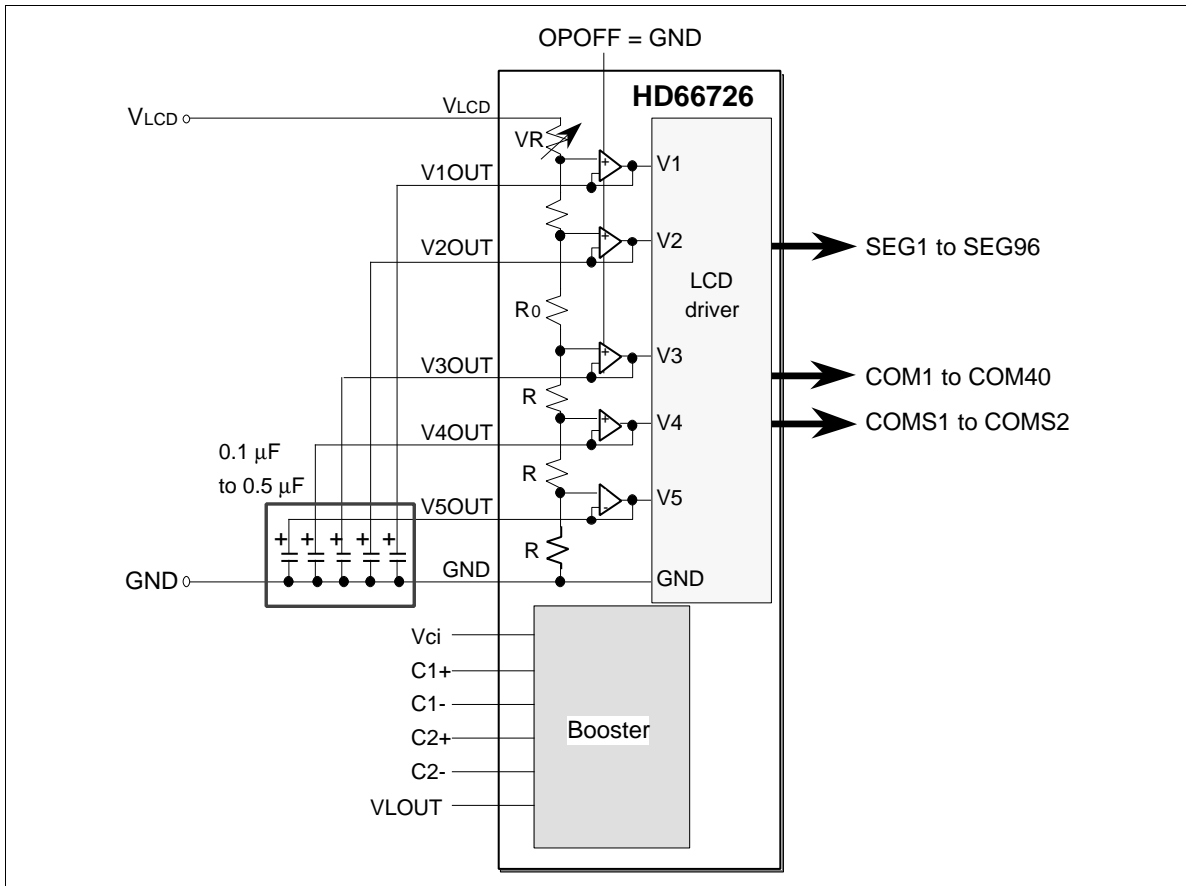 OPOFF = GND
HD66726
VLCD
VLCD
VR
+
V1
V1OUT
+
V2
V2OUT
SEG1 to SEG96
LCD
driver
R0
+
V3
V3OUT
COM1 to COM40
R
+
V4
V4OUT
COMS1 to COMS2
0.1 μF
to 0.5 μF
R
V5
V5OUT
-
+ + + + +
R
GND
GND
GND
Vci
C1+
C1-
Booster
C2+
C2-
VLOUT